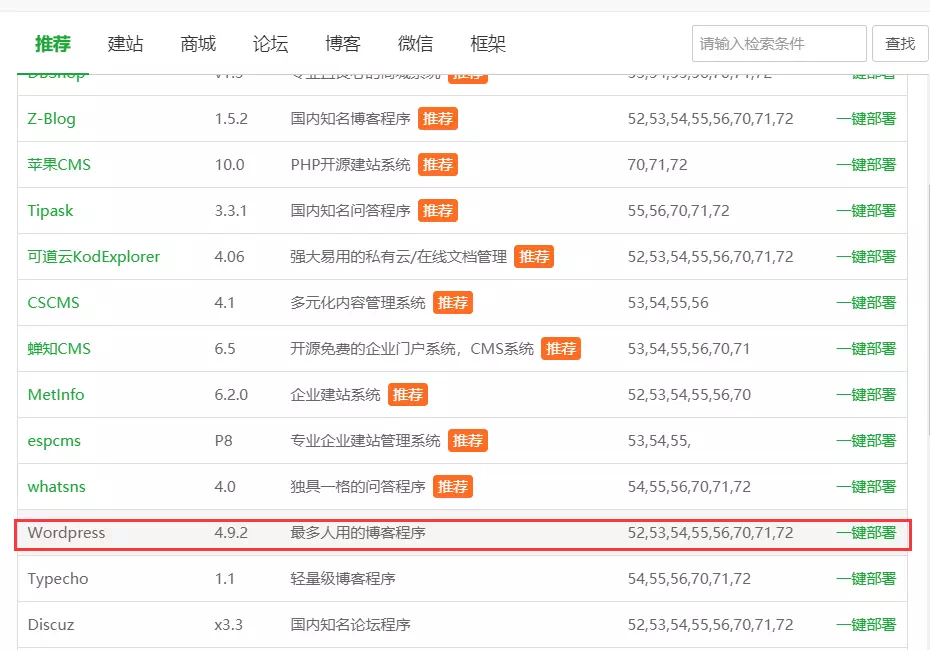 推荐 建站 商城 论坛 博客 微信 框架 请输入检索条件 查找
Z-Blog 1.5.2 国内知名博客程序 推荐 52,53,54,55,56,70,71,72 一键部署
苹果CMS 10.0 PHP开源建站系统 推荐 70,71,72 一键部署
Tipask 3.3.1 国内知名问答程序 推荐 55,56,70,71,72 一键部署
可道云KodExplorer 4.06 强大易用的私有云/在线文档管理 推荐 52,53,54,55,56,70,71,72 一键部署
CSCMS 4.1 多元化内容管理系统 推荐 53,54,55,56 一键部署
蝉知CMS 6.5 开源免费的企业门户系统，CMS系统 推荐 53,54,55,56,70,71 一键部署
MetInfo 6.2.0 企业建站系统 推荐 52,53,54,55,56,70 一键部署
espcms P8 专业企业建站管理系统 推荐 53,54,55, 一键部署
whatsns 4.0 独具一格的问答程序 推荐 54,55,56,70,71,72 一键部署
Wordpress 4.9.2 最多人用的博客程序 52,53,54,55,56,70,71,72 一键部署
Typecho 1.1 轻量级博客程序 54,55,56,70,71,72 一键部署
Discuz x3.3 国内知名论坛程序 52,53,54,55,56,70,71,72 一键部署